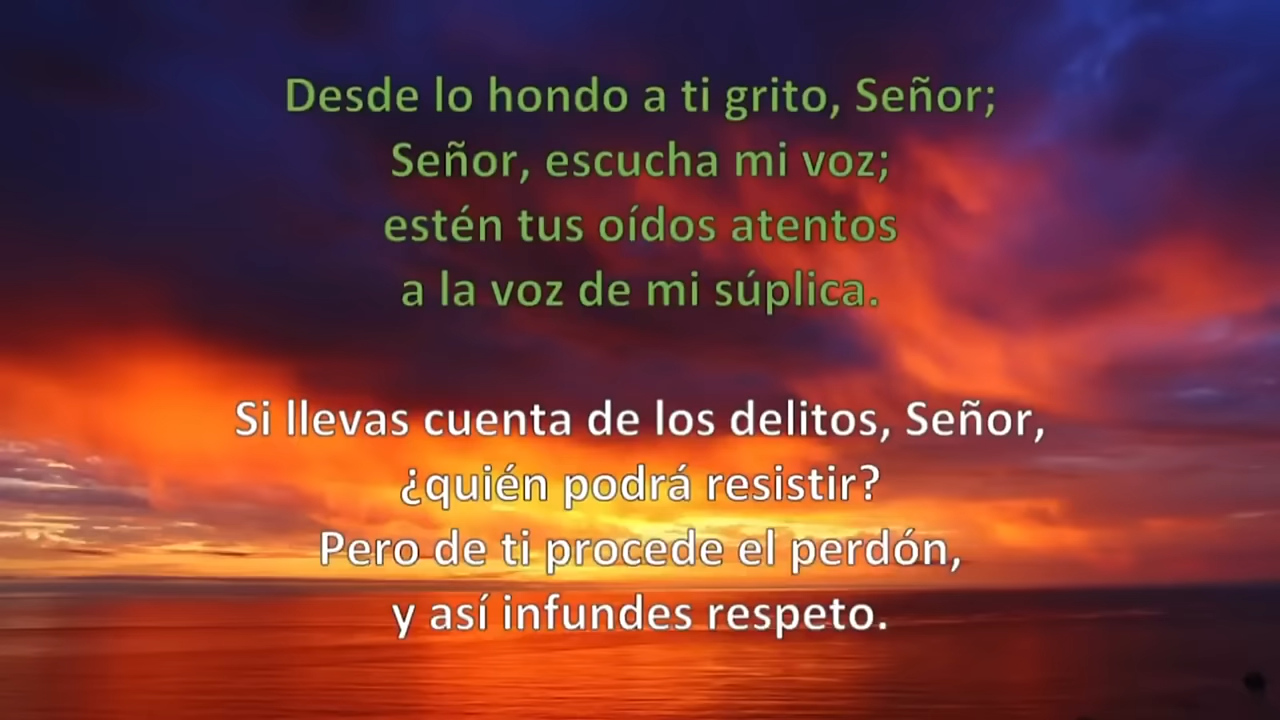 Desde lo hondo a ti grito, Señor;
Señor, escucha mi voz;
estén tus oídos atentos
a la voz de mi súplica.
Si llevas cuenta de los delitos, Señor,
¿quién podrá resistir?
Pero de ti procede el perdón,
y así infundes respeto.